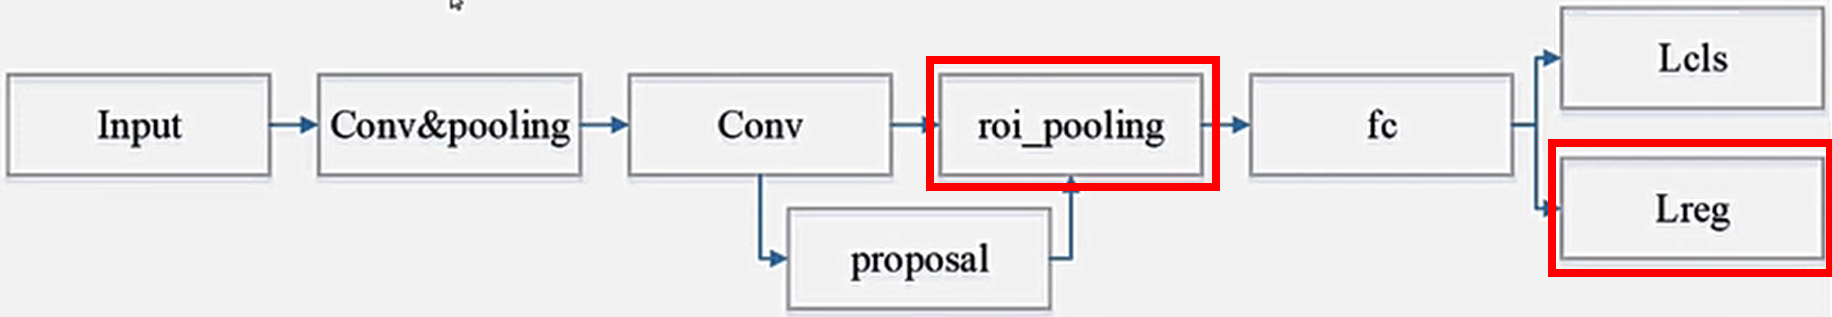 Input
Conv&pooling
Conv
roi_pooling
fc
Lcls
Lreg
proposal